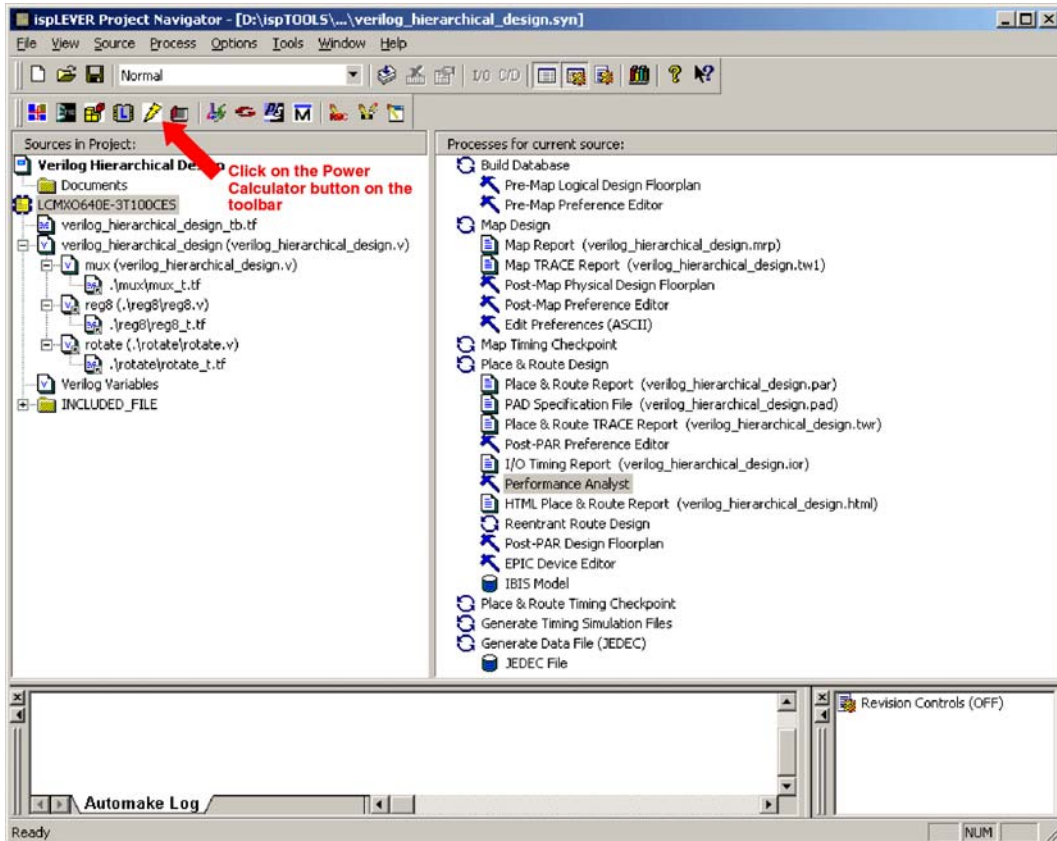 ispLEVER Project Navigator - [D:\ispTOOLS\...\verilog_hierarchical_design.syn]
File View Source Process Options Tools Window Help
Normal
I/O C/D
Sources in Project:
Verilog Hierarchical Design
Documents
LCMXO640E-3T100CES
verilog_hierarchical_design_tb.tf
verilog_hierarchical_design (verilog_hierarchical_design.v)
mux (verilog_hierarchical_design.v)
.\mux\mux_t.tf
reg8 (.\reg8\reg8.v)
.\reg8\reg8_t.tf
rotate (.\rotate\rotate.v)
.\rotate\rotate_t.tf
Verilog Variables
INCLUDED_FILE
Click on the Power
Calculator button on the
toolbar
Processes for current source:
Build Database
Pre-Map Logical Design Floorplan
Pre-Map Preference Editor
Map Design
Map Report (verilog_hierarchical_design.mrp)
Map TRACE Report (verilog_hierarchical_design.tw1)
Post-Map Physical Design Floorplan
Post-Map Preference Editor
Edit Preferences (ASCII)
Map Timing Checkpoint
Place & Route Design
Place & Route Report (verilog_hierarchical_design.par)
PAD Specification File (verilog_hierarchical_design.pad)
Place & Route TRACE Report (verilog_hierarchical_design.twr)
Post-PAR Preference Editor
I/O Timing Report (verilog_hierarchical_design.ior)
Performance Analyst
HTML Place & Route Report (verilog_hierarchical_design.html)
Reentrant Route Design
Post-PAR Design Floorplan
EPIC Device Editor
IBIS Model
Place & Route Timing Checkpoint
Generate Timing Simulation Files
Generate Data File (JEDEC)
JEDEC File
Automake Log
Revision Controls (OFF)
Ready
NUM